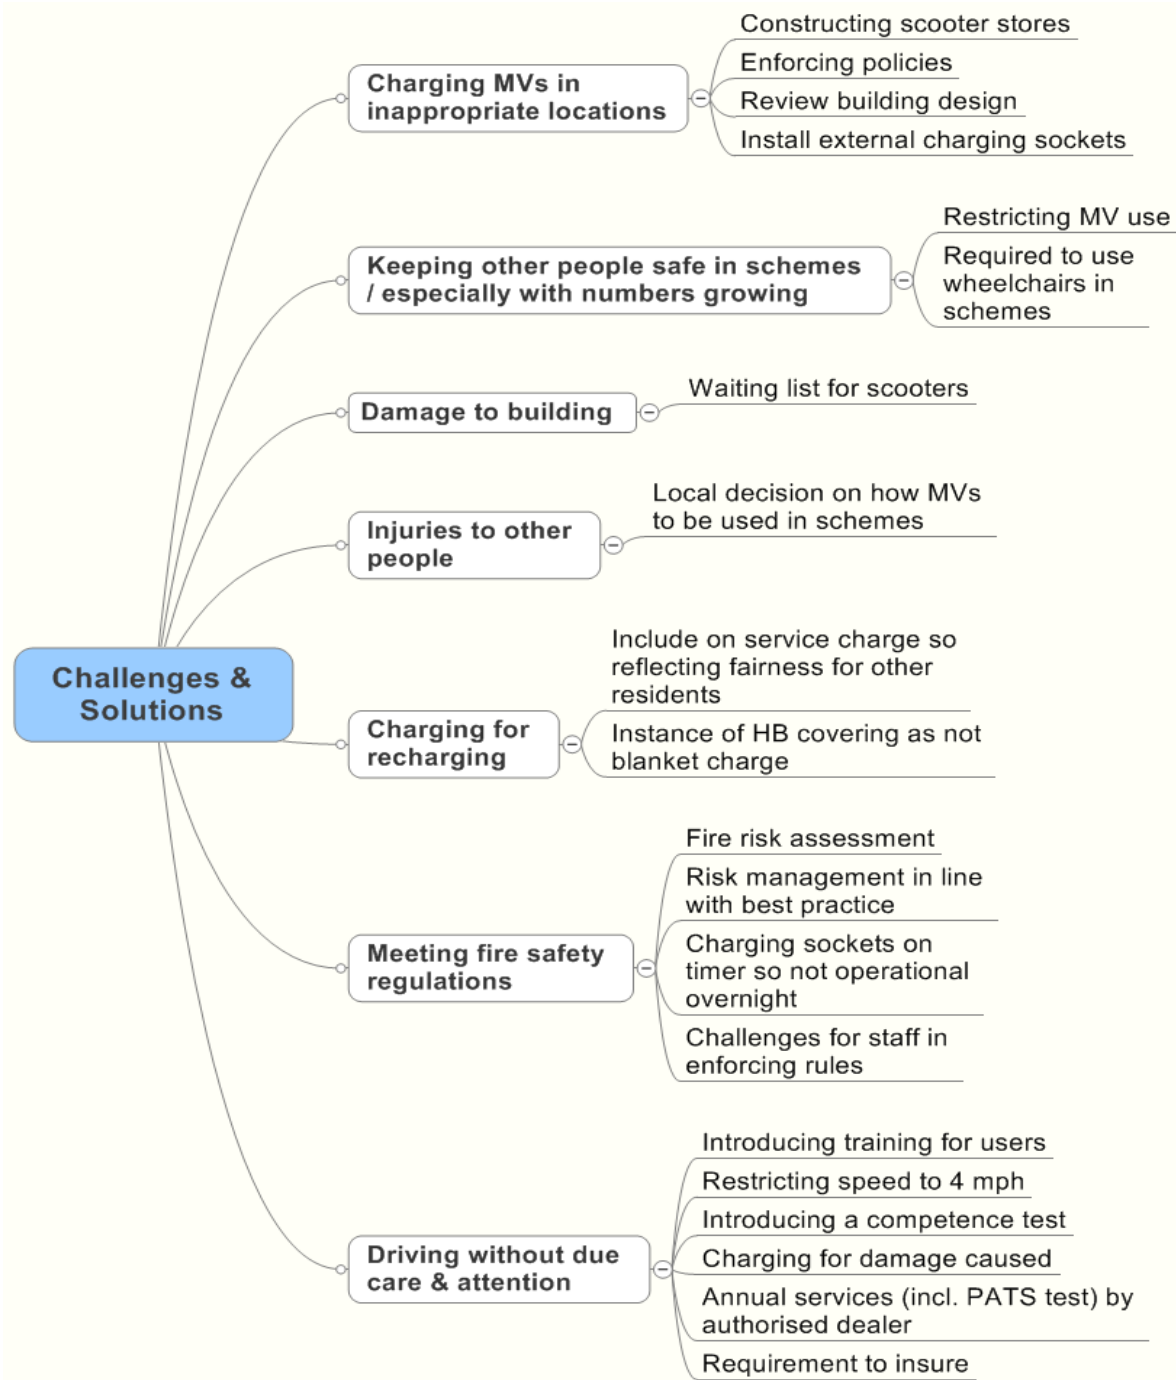 Constructing scooter stores
Enforcing policies
Review building design
Install external charging sockets
Charging MVs in
inappropriate locations
Restricting MV use
Required to use
wheelchairs in
schemes
Keeping other people safe in schemes
/ especially with numbers growing
Waiting list for scooters
Damage to building
Local decision on how MVs
to be used in schemes
Injuries to other
people
Challenges &
Solutions
Include on service charge so
reflecting fairness for other
residents
Instance of HB covering as not
blanket charge
Charging for
recharging
Fire risk assessment
Risk management in line
with best practice
Charging sockets on
timer so not operational
overnight
Challenges for staff in
enforcing rules
Meeting fire safety
regulations
Introducing training for users
Restricting speed to 4 mph
Introducing a competence test
Charging for damage caused
Annual services (incl. PATS test) by
authorised dealer
Requirement to insure
Driving without due
care & attention